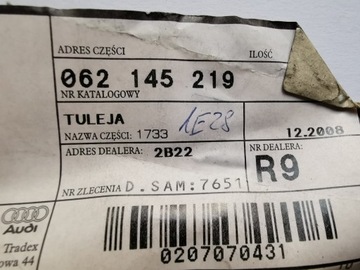 ADRES CZĘŚCI ILOŚĆ
062 145 219
NR KATALOGOWY
TULEJA 1E28
NAZWA CZĘŚCI: 1733 12.2008
ADRES DEALERA: 2B22 NR DEALERA:
R9
NR ZLECENIA D.SAM:7651
Audi
Tradex
owa 44
0207070431